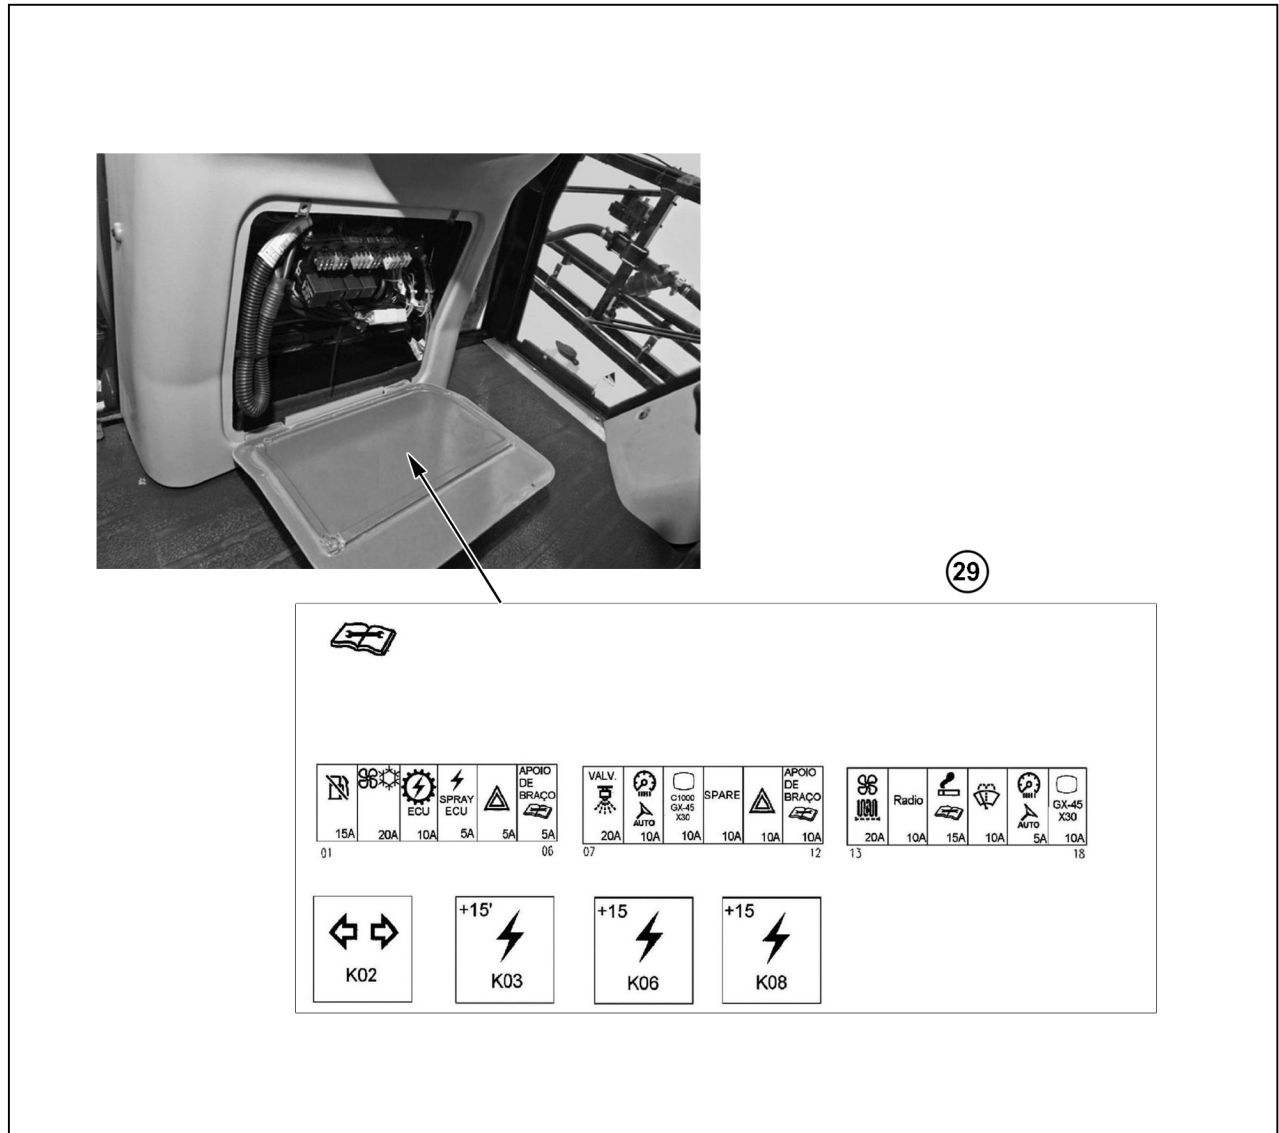 29
15A
20A
ECU
10A
SPRAY
ECU
5A
5A
APOIO
DE
BRAÇO
5A
01
06
VALV.
20A
AUTO
10A
C1000
GX-45
X30
10A
SPARE
10A
10A
APOIO
DE
BRAÇO
10A
07
12
20A
Radio
10A
15A
10A
AUTO
5A
GX-45
X30
10A
13
18
K02
+15'
K03
+15
K06
+15
K08